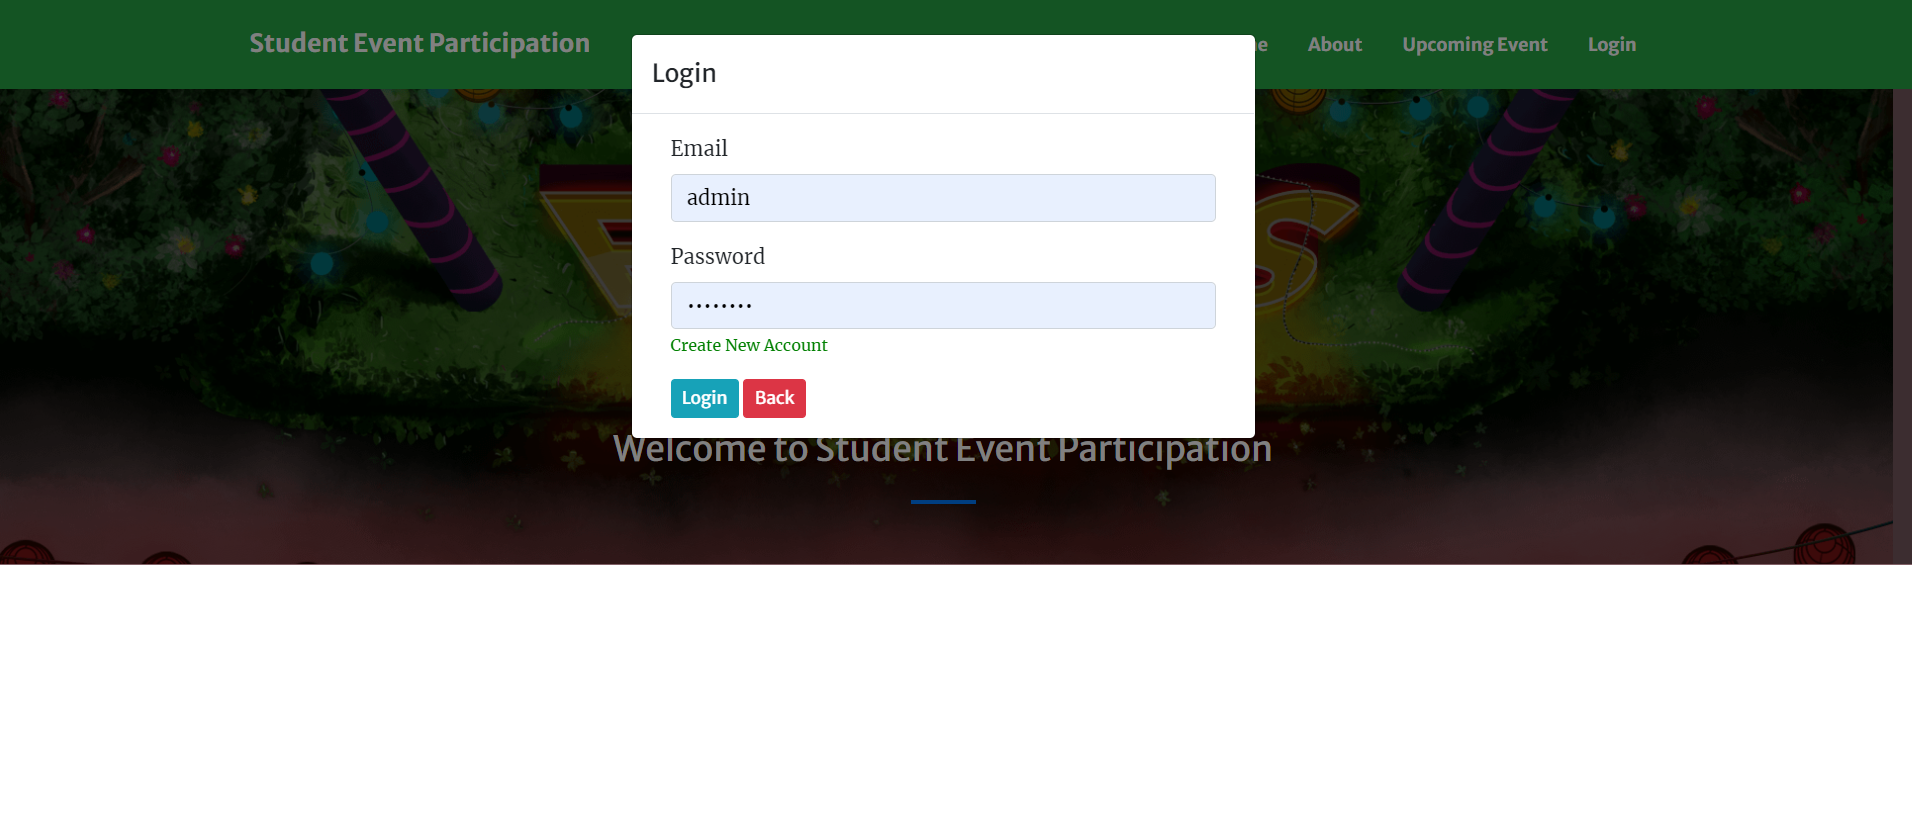 Student Event Participation
About
Upcoming Event
Login
Login
Email
admin
Password
••••••••
Create New Account
Login Back
Welcome to Student Event Participation